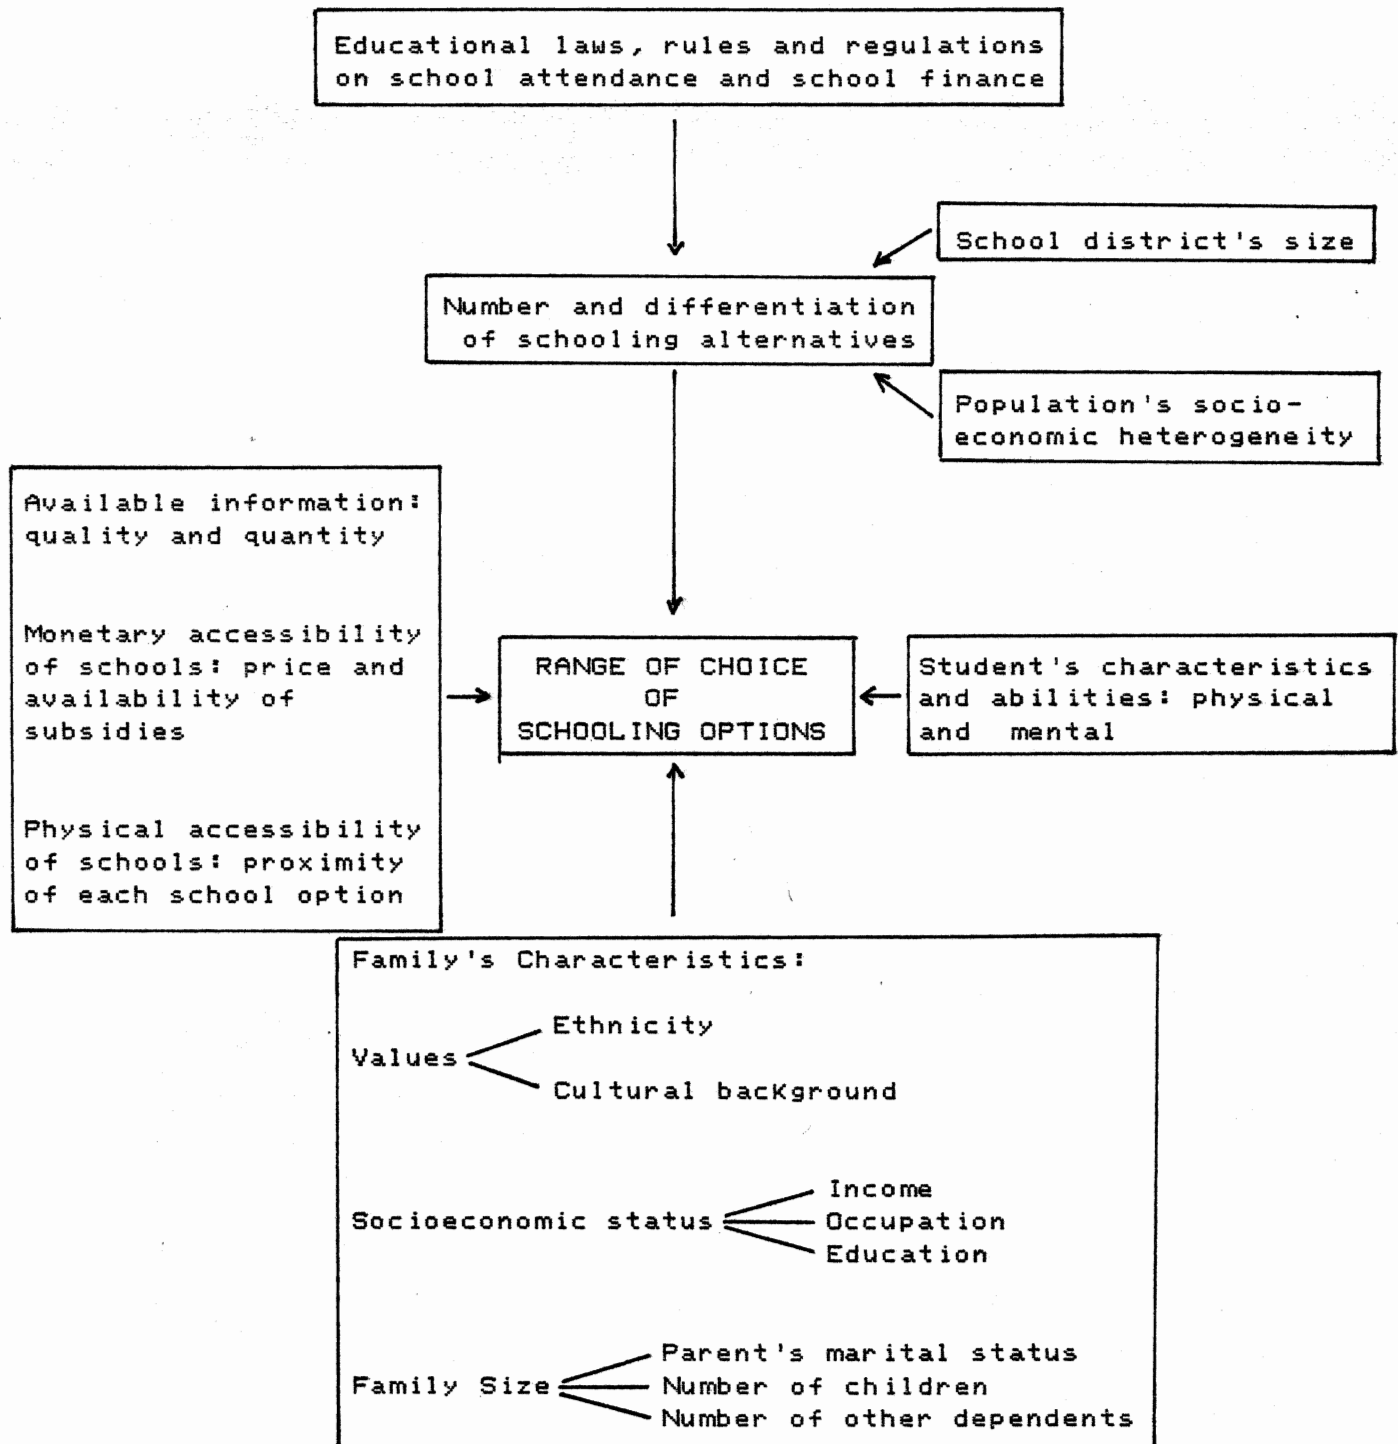 Educational laws, rules and regulations
on school attendance and school finance
School district's size
Number and differentiation
of schooling alternatives
Population's socio-
economic heterogeneity
Available information:
quality and quantity
Monetary accessibility
of schools: price and
availability of
subsidies
Physical accessibility
of schools: proximity
of each school option
RANGE OF CHOICE
OF
SCHOOLING OPTIONS
Student's characteristics
and abilities: physical
and mental
Family's Characteristics:
Values
Ethnicity
Cultural background
Socioeconomic status
Income
Occupation
Education
Family Size
Parent's marital status
Number of children
Number of other dependents